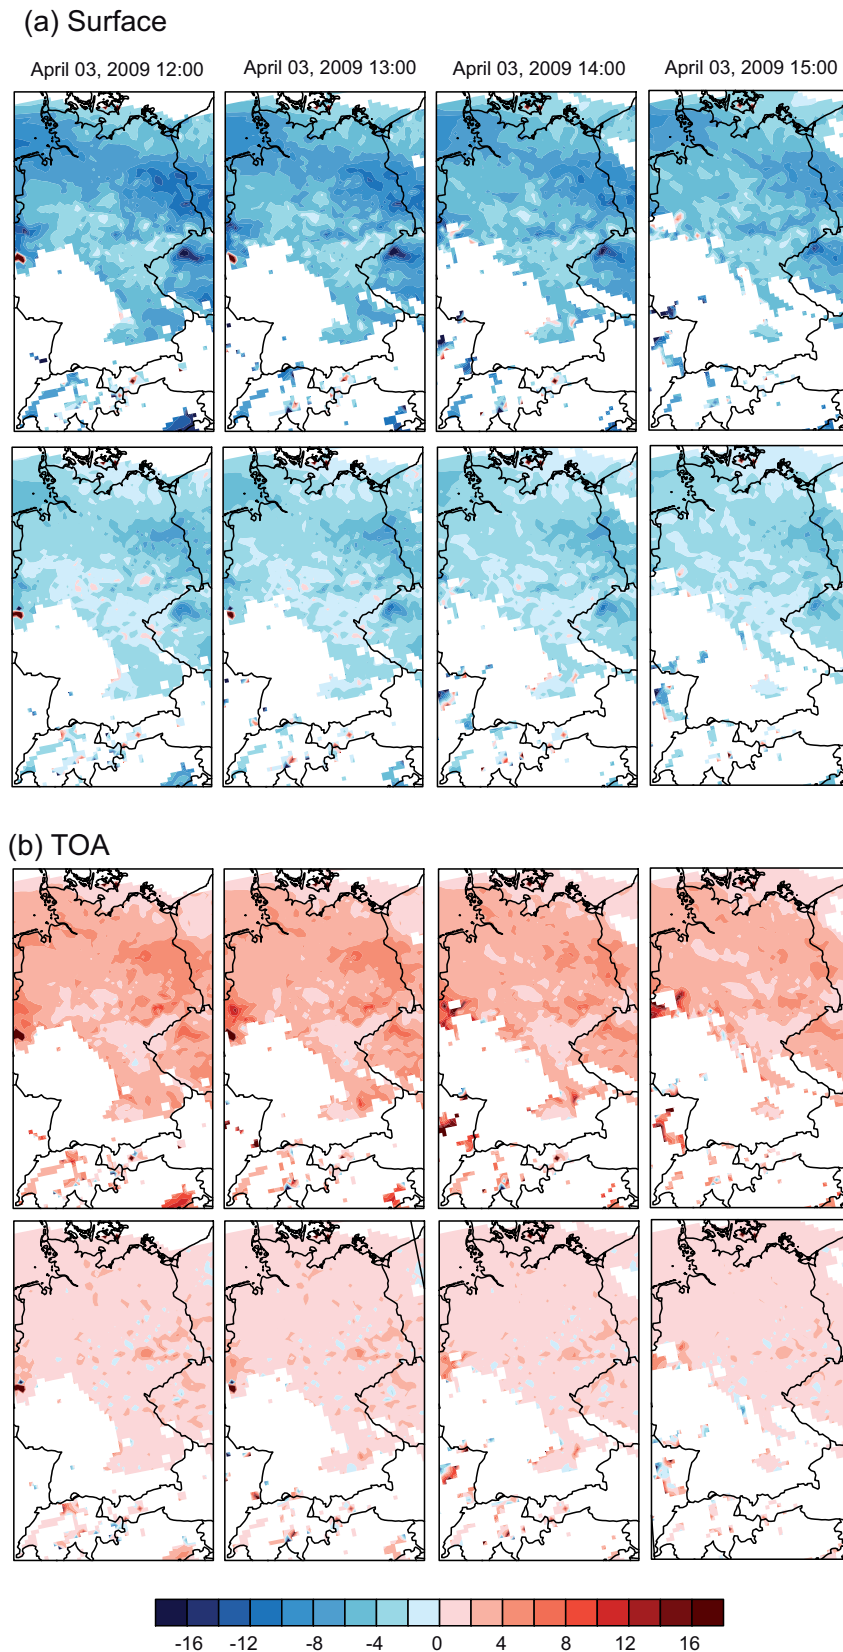 (a) Surface
April 03, 2009 12:00
April 03, 2009 13:00
April 03, 2009 14:00
April 03, 2009 15:00
(b) TOA
-16 -12 -8 -4 0 4 8 12 16